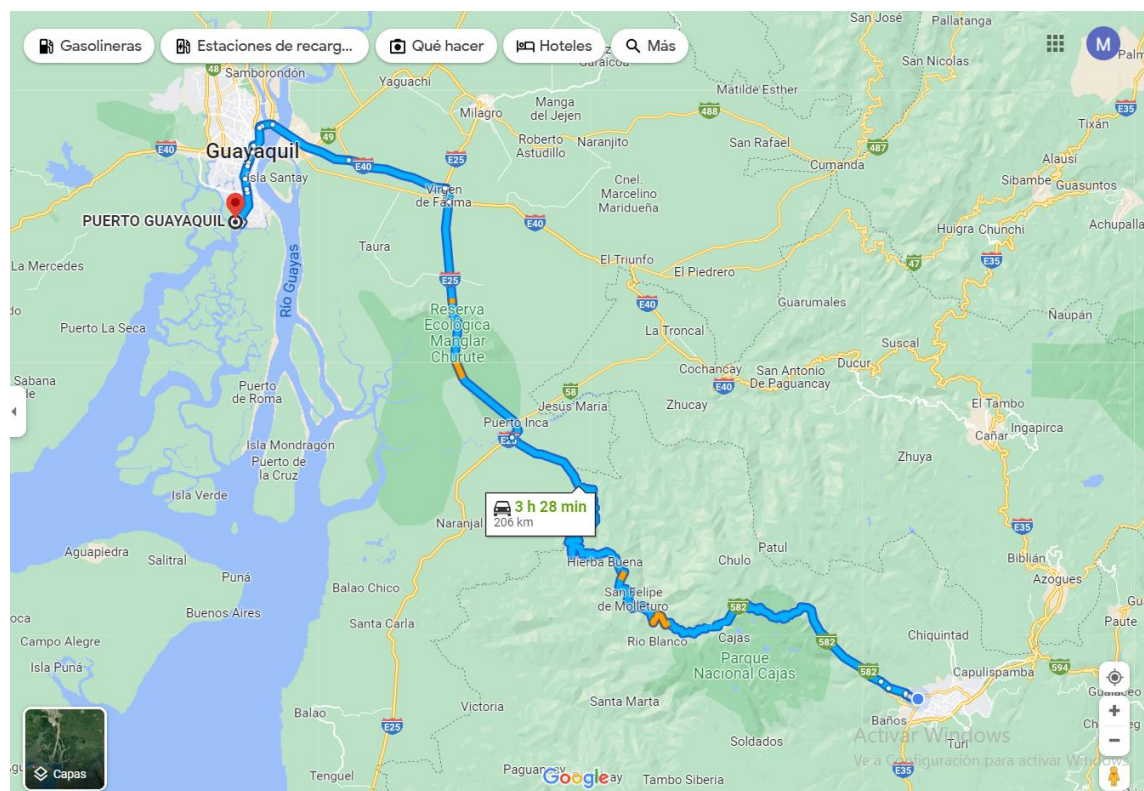 San José
Pallatanga
Gasolineras
Estaciones de recarg...
Qué hacer
Hoteles
Más
M
San Nicolas
48
Samborondón
Yaguachi
Matilde Esther
E35
Milagro
Manga
del Jejen
488
Tixán
49
Roberto
Astudillo
Naranjito
San Rafael
487
E40
Guayaquil
E40
E25
Cumanda
Alausí
Isla Santay
Virgen
de Fatima
Cnel.
Marcelino
Maridueña
Sibambe
Guasuntos
PUERTO GUAYAQUIL
E40
Huigra
Chunchi
Achupalla
Taura
Río Guayas
La Mercedes
El Triunfo
El Piedrero
47
E35
E25
Reserva
Ecológica
Manglar
Churute
E40
Guarumales
Ñaupán
Puerto La Seca
La Troncal
Suscal
Cochancay
San Antonio
De Paguancay
Ducur
E40
Sabana
Puerto
de Roma
58
Jesús María
Zhucay
El Tambo
Puerto Inca
E25
Cañar
Ingapirca
Isla Mondragón
Puerto de
la Cruz
Zhuya
Isla Verde
3 h 28 min
206 km
Naranjal
E35
Aguapiedra
Salitral
Hierba Buena
Chulo
Patul
Biblián
Puná
Balao Chico
Azogues
San Felipe
de Molleturo
582
Buenos Aires
Santa Carla
Paute
Campo Alegre
Rio Blanco
Cajas
582
Chiquintad
Isla Puná
Parque
Nacional Cajas
582
Capulispamba
594
Gualaceo
Santa Marta
Victoria
Balao
E25
Baños
Turi
Soldados
Activar Windows
Ve a Configuración para activar Windows.
Capas
Tenguel
Google
Tambo Siberia
E35